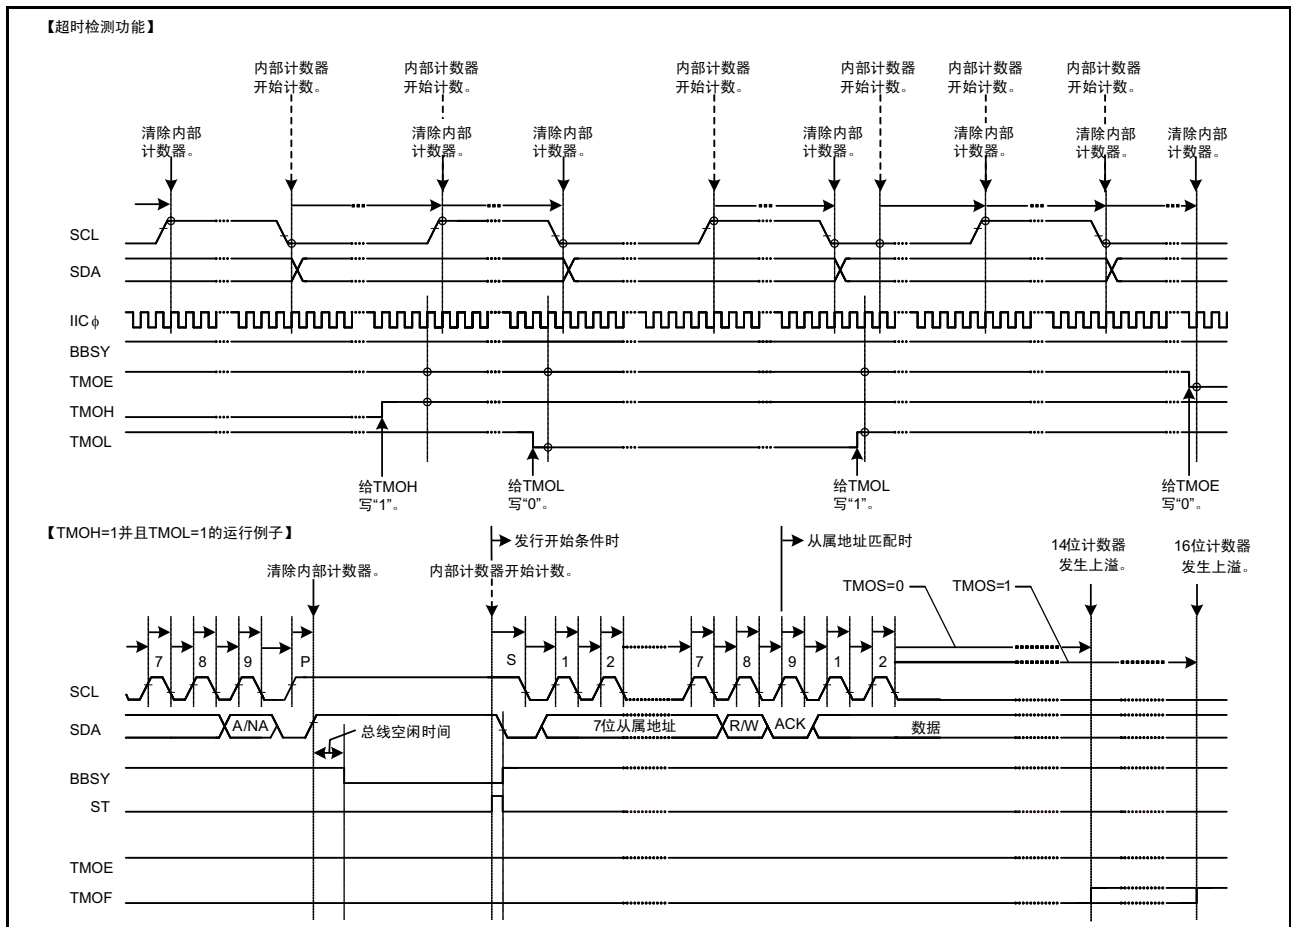 【超时检测功能】
内部计数器
开始计数。
内部计数器
开始计数。
内部计数器
开始计数。
内部计数器
开始计数。
内部计数器
开始计数。
内部计数器
开始计数。
清除内部
计数器。
清除内部
计数器。
清除内部
计数器。
清除内部
计数器。
清除内部
计数器。
清除内部
计数器。
清除内部
计数器。
SCL
SDA
IICφ
BBSY
TMOE
TMOH
TMOL
给TMOH
写“1”。
给TMOL
写“0”。
给TMOL
写“1”。
给TMOE
写“0”。
【TMOH=1并且TMOL=1的运行例子】
发行开始条件时
从属地址匹配时
14位计数器
发生上溢。
16位计数器
发生上溢。
清除内部计数器。
内部计数器开始计数。
TMOS=0
TMOS=1
7
8
9
P
S
1
2
7
8
9
1
2
SCL
SDA
A/NA
总线空闲时间
7位从属地址
R/W
ACK
数据
BBSY
ST
TMOE
TMOF